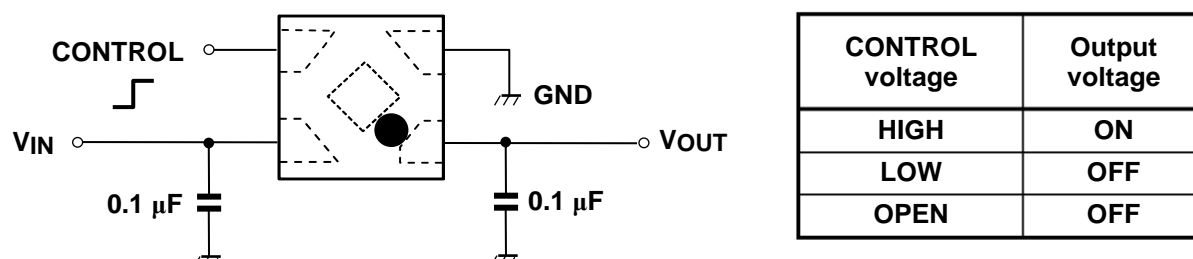 CONTROL
GND
VIN
VOUT
0.1 μF
0.1 μF
CONTROL voltage
Output voltage
HIGH
ON
LOW
OFF
OPEN
OFF